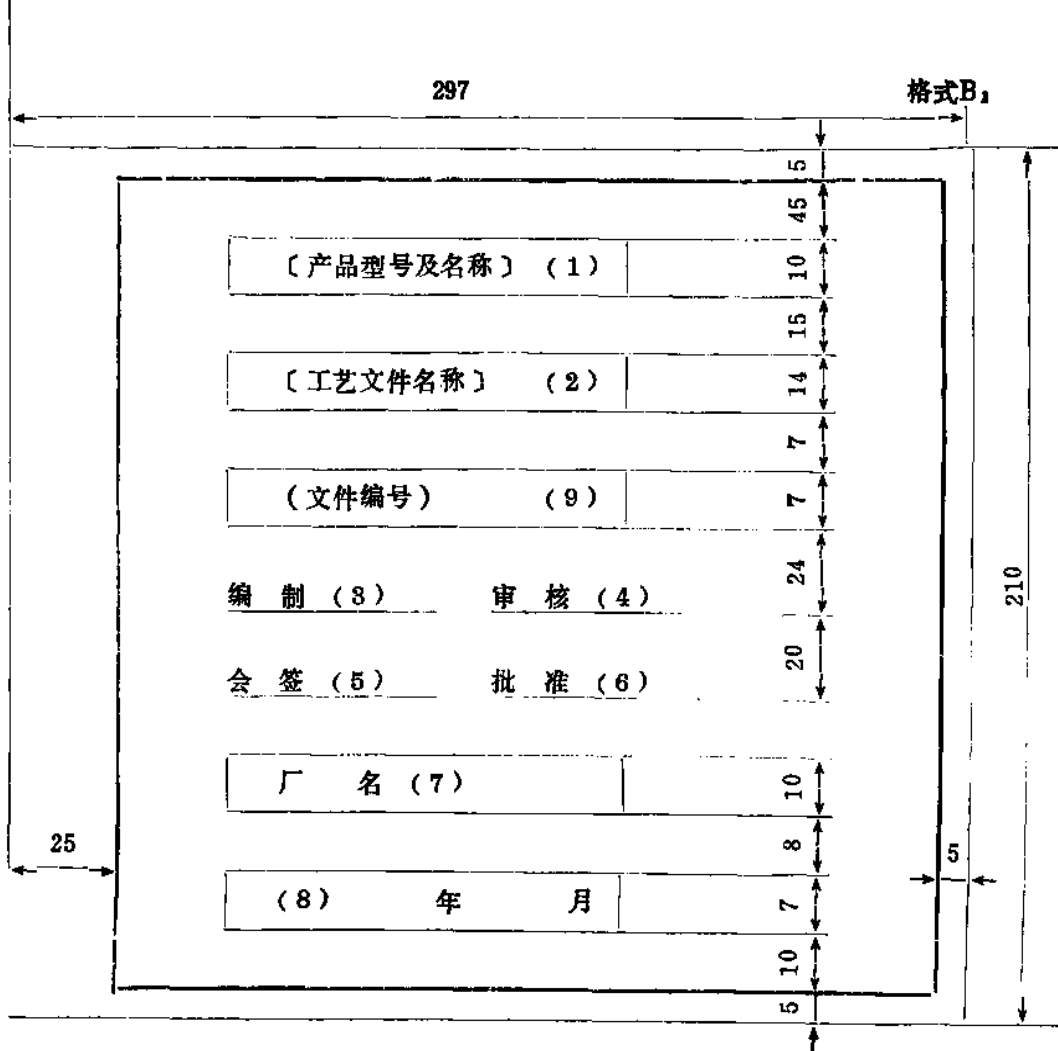 297 格式B₂
5
45
〔产品型号及名称〕 (1) 10
15
〔工艺文件名称〕 (2) 14
7
(文件编号) (9) 7
24
编 制 (3) 审 核 (4)
210
20
会 签 (5) 批 准 (6)
厂 名 (7) 10
25 8 5
(8) 年 月 7
10
5